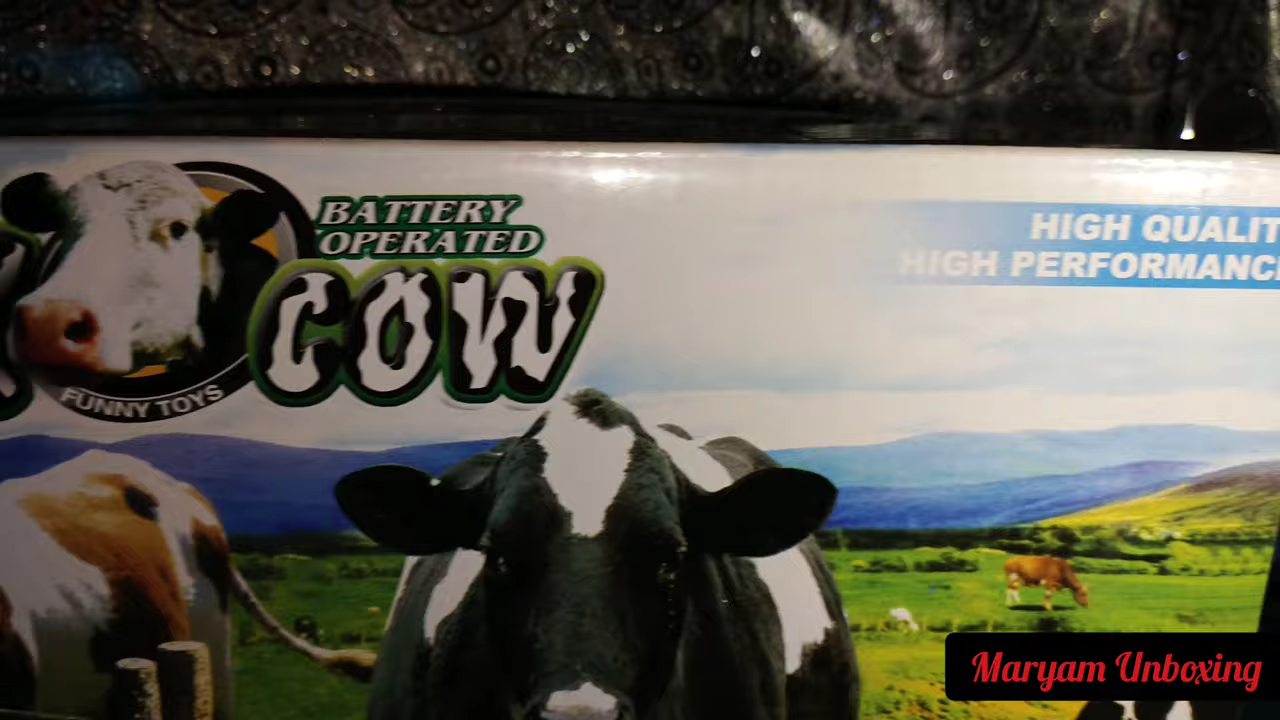 BATTERY
OPERATED
COW
FUNNY TOYS
HIGH QUALIT
HIGH PERFORMANC
Maryam Unboxing